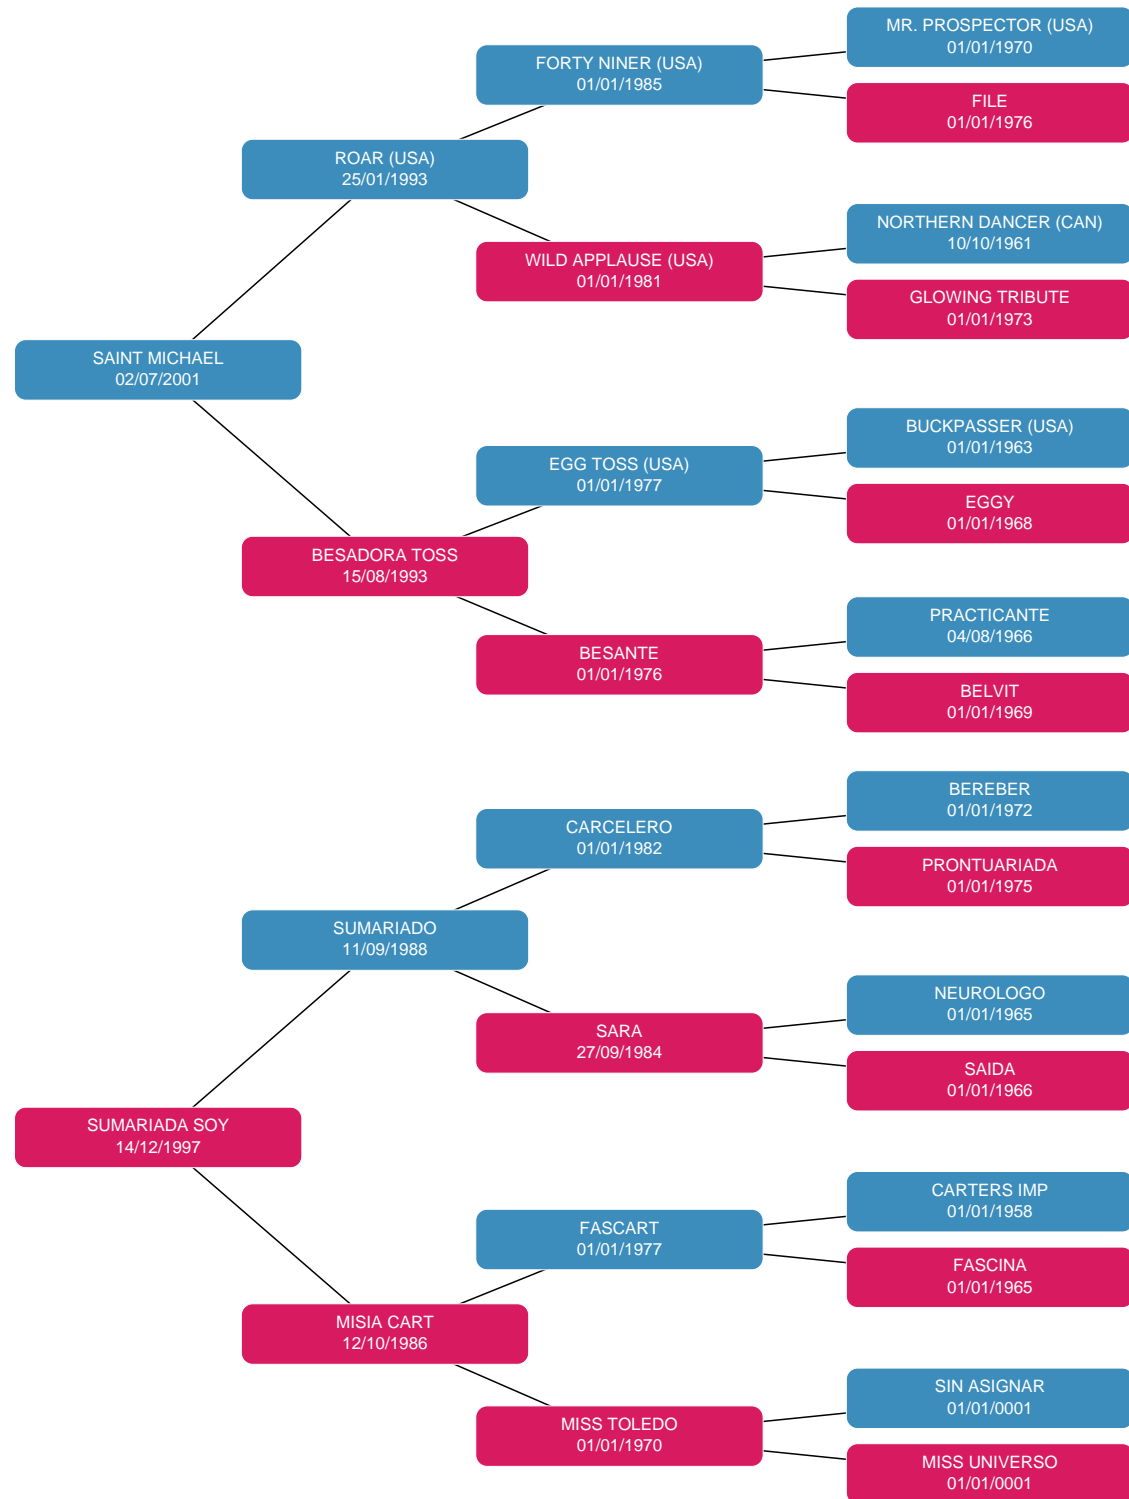 MR. PROSPECTOR (USA)
01/01/1970
FORTY NINER (USA)
01/01/1985
FILE
01/01/1976
ROAR (USA)
25/01/1993
NORTHERN DANCER (CAN)
10/10/1961
WILD APPLAUSE (USA)
01/01/1981
GLOWING TRIBUTE
01/01/1973
SAINT MICHAEL
02/07/2001
BUCKPASSER (USA)
01/01/1963
EGG TOSS (USA)
01/01/1977
EGGY
01/01/1968
BESADORA TOSS
15/08/1993
PRACTICANTE
04/08/1966
BESANTE
01/01/1976
BELVIT
01/01/1969
BEREBER
01/01/1972
CARCELERO
01/01/1982
PRONTUARIADA
01/01/1975
SUMARIADO
11/09/1988
NEUROLOGO
01/01/1965
SARA
27/09/1984
SAIDA
01/01/1966
SUMARIADA SOY
14/12/1997
CARTERS IMP
01/01/1958
FASCART
01/01/1977
FASCINA
01/01/1965
MISIA CART
12/10/1986
SIN ASIGNAR
01/01/0001
MISS TOLEDO
01/01/1970
MISS UNIVERSO
01/01/0001